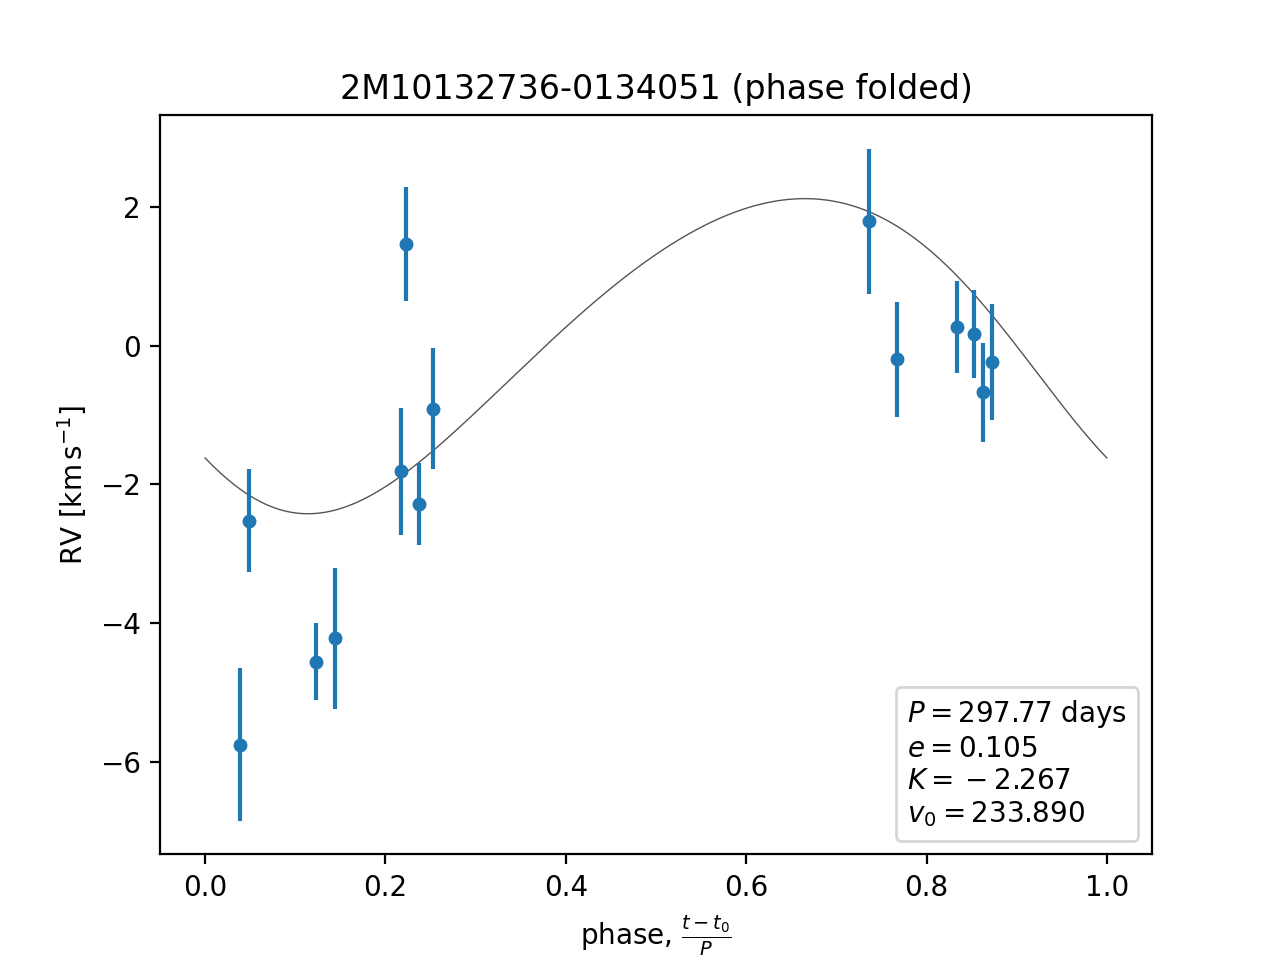 2M10132736-0134051 (phase folded)
RV [km s⁻¹]
2
0
−2
−4
−6
P = 297.77 days
e = 0.105
K = −2.267
v₀ = 233.890
0.0 0.2 0.4 0.6 0.8 1.0
phase, (t − t₀)/P